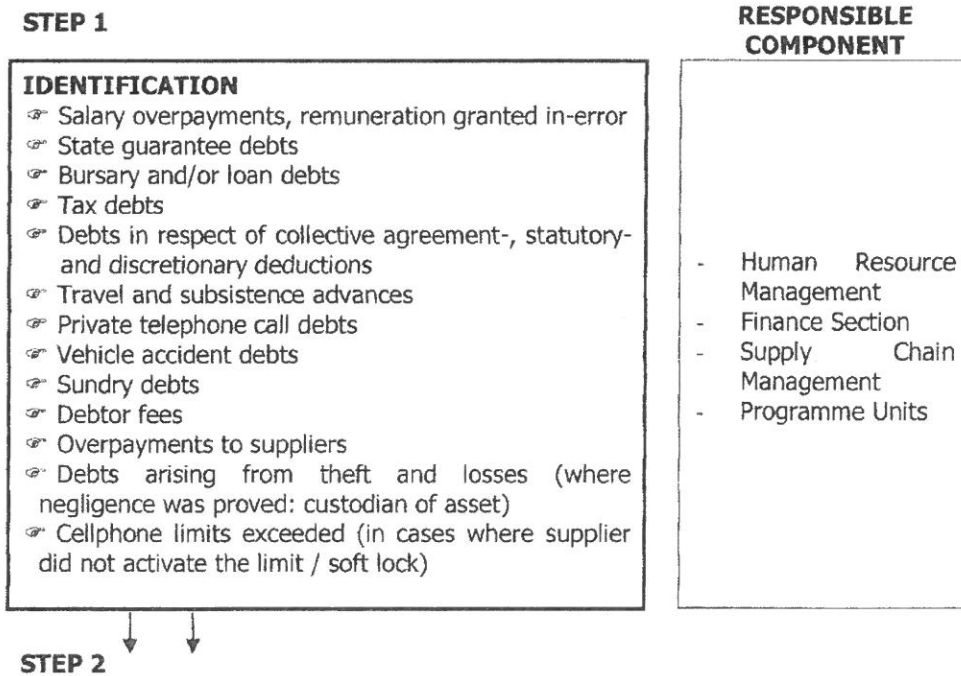 STEP 1
IDENTIFICATION
☞ Salary overpayments, remuneration granted in-error
☞ State guarantee debts
☞ Bursary and/or loan debts
☞ Tax debts
☞ Debts in respect of collective agreement-, statutory-
and discretionary deductions
☞ Travel and subsistence advances
☞ Private telephone call debts
☞ Vehicle accident debts
☞ Sundry debts
☞ Debtor fees
☞ Overpayments to suppliers
☞ Debts arising from theft and losses (where
negligence was proved: custodian of asset)
☞ Cellphone limits exceeded (in cases where supplier
did not activate the limit / soft lock)
RESPONSIBLE
COMPONENT
- Human Resource
Management
- Finance Section
- Supply Chain
Management
- Programme Units
STEP 2